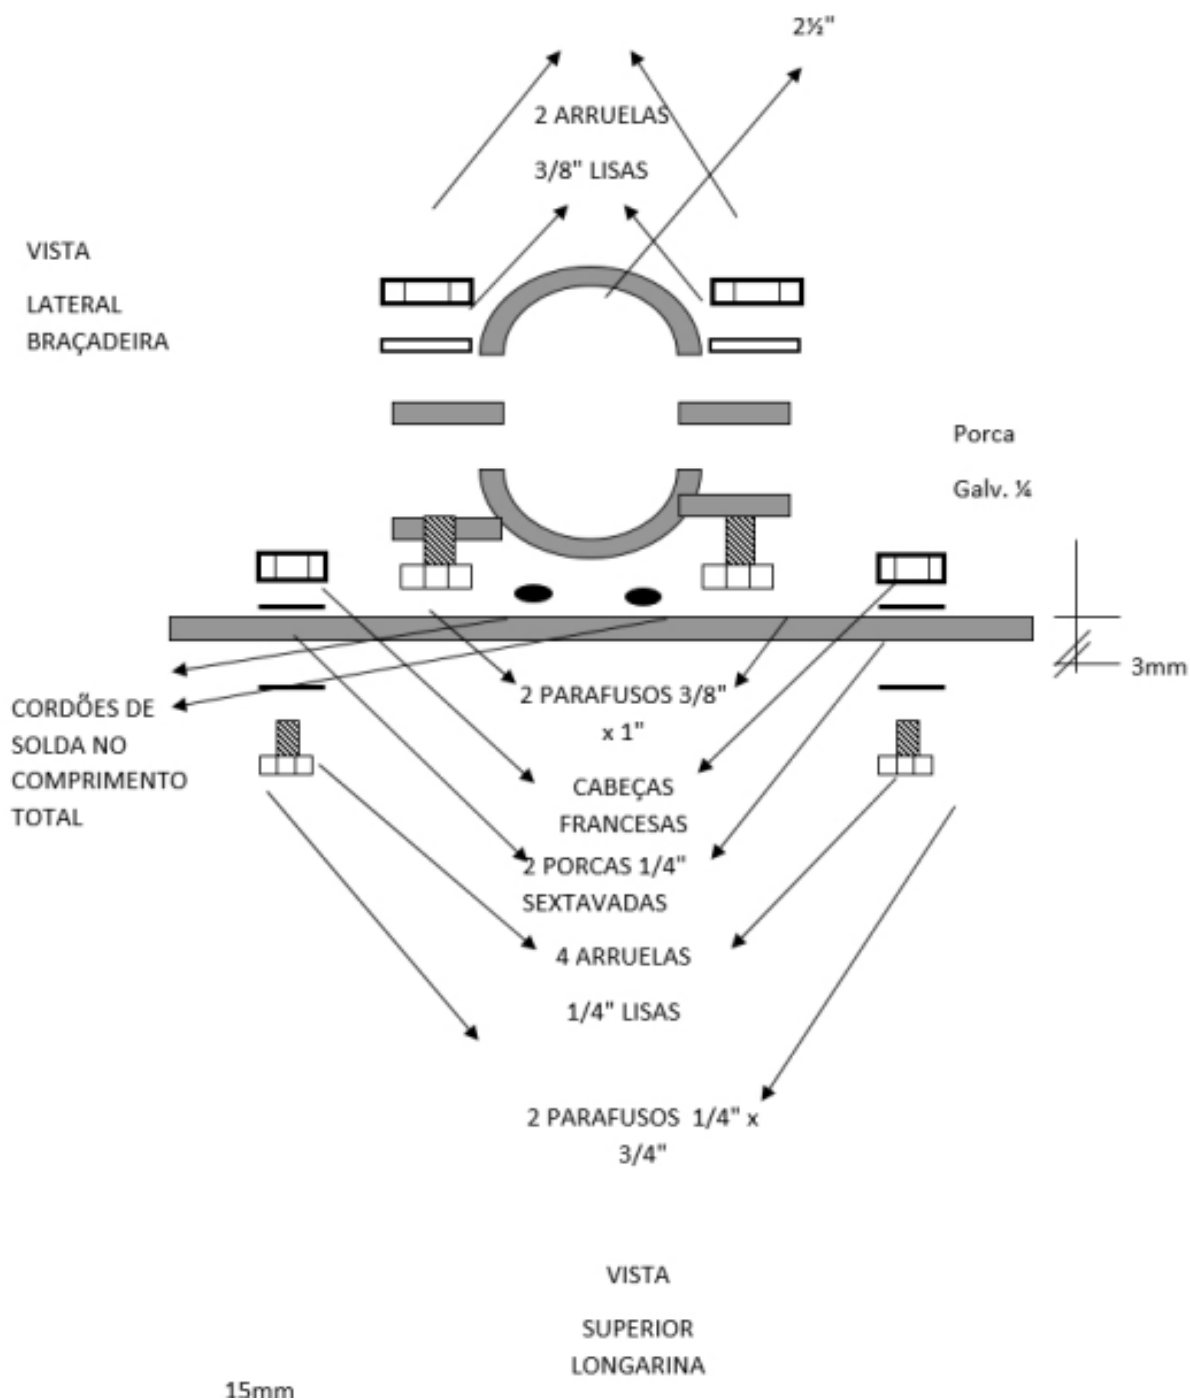 2½"
2 ARRUELAS
3/8" LISAS
VISTA
LATERAL
BRAÇADEIRA
Porca
Galv. ¼
3mm
CORDÕES DE
SOLDA NO
COMPRIMENTO
TOTAL
2 PARAFUSOS 3/8"
x 1"
CABEÇAS
FRANCESAS
2 PORCAS 1/4"
SEXTAVADAS
4 ARRUELAS
1/4" LISAS
2 PARAFUSOS 1/4" x
3/4"
VISTA
SUPERIOR
LONGARINA
15mm